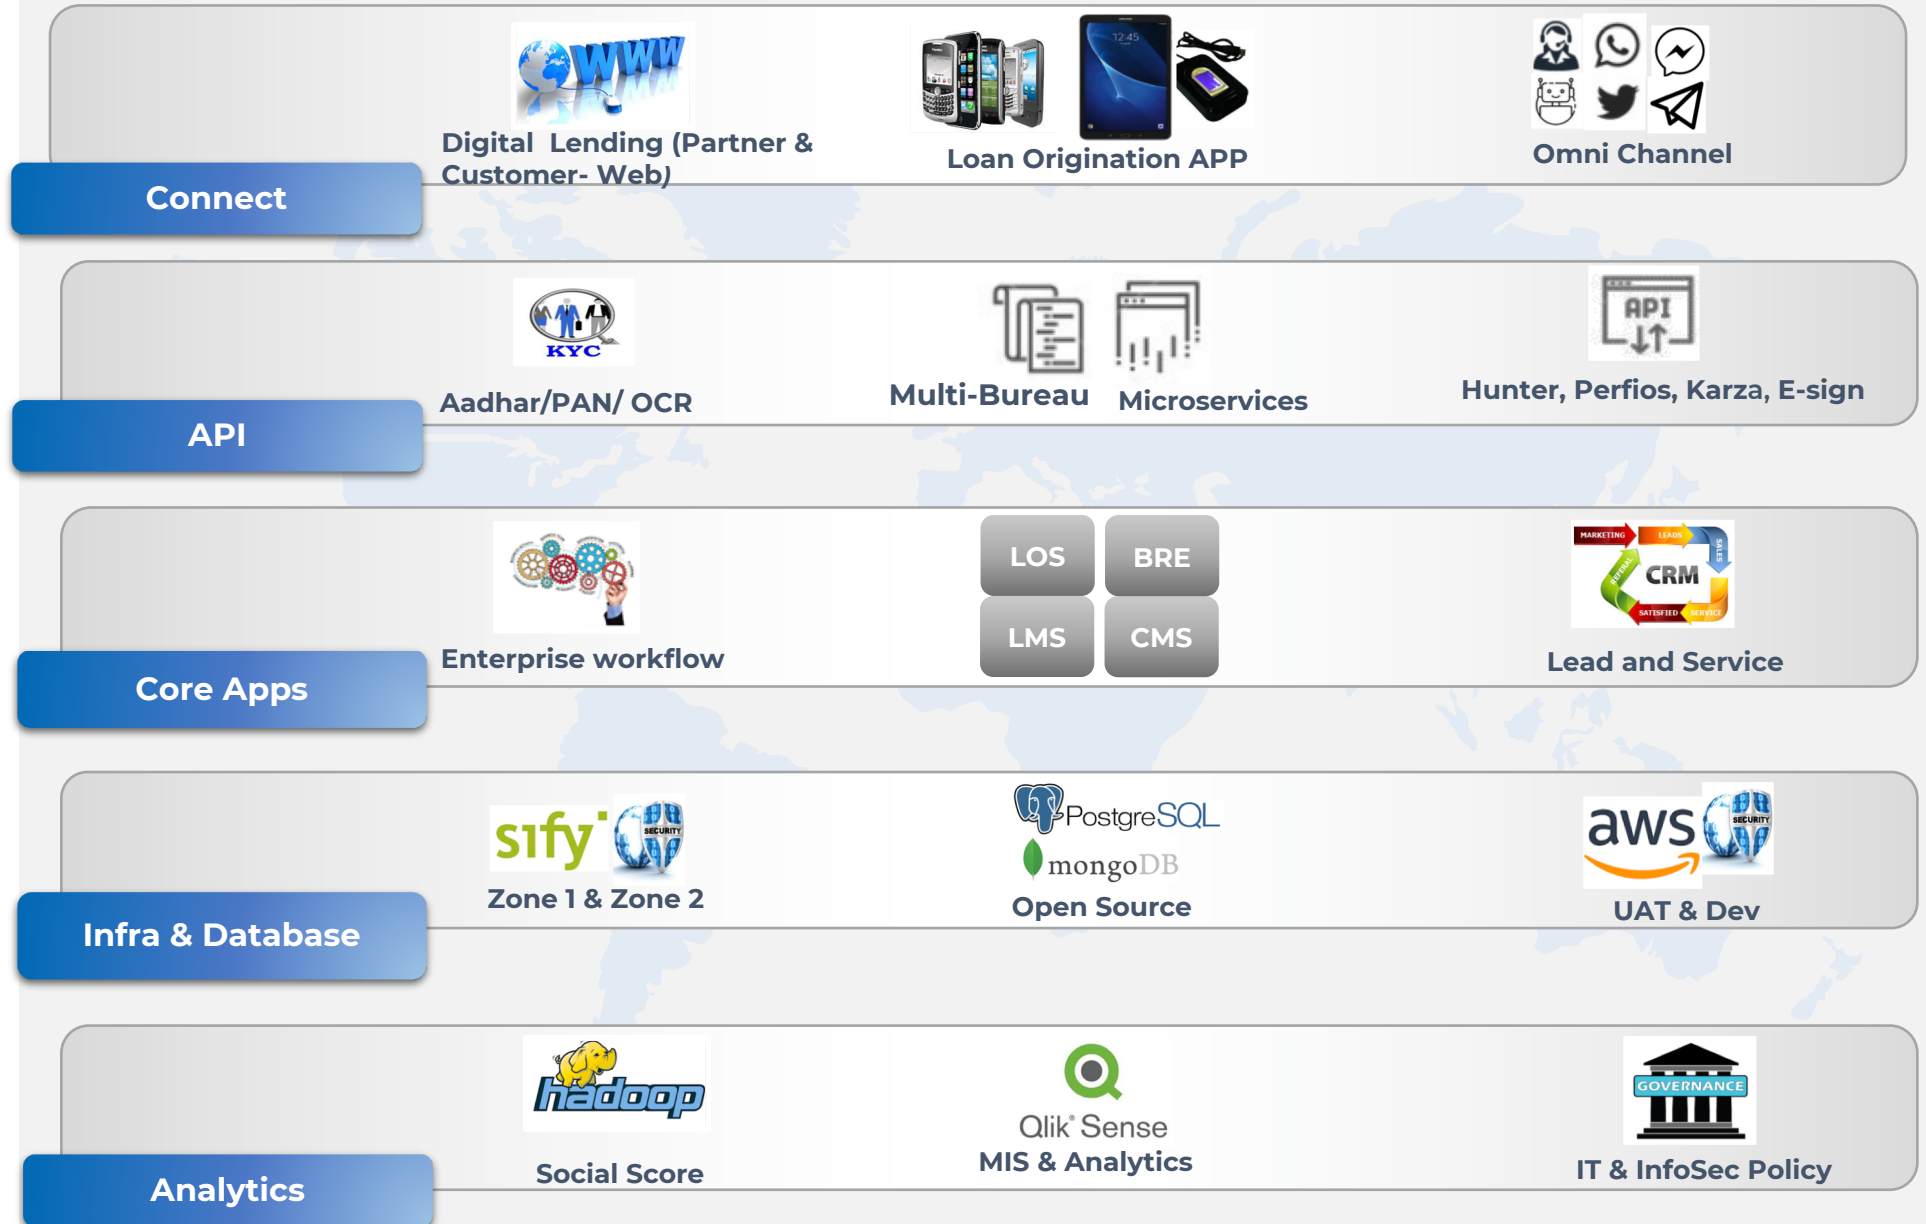 WWW
12:45
Digital Lending (Partner &
Customer- Web)
Loan Origination APP
Omni Channel
Connect
KYC
API
Aadhar/PAN/ OCR
Multi-Bureau
Microservices
Hunter, Perfios, Karza, E-sign
API
LOS
BRE
LMS
CMS
MARKETING
LEADS
SALES
REFERAL
CRM
SATISFIED
SERVICE
Enterprise workflow
Lead and Service
Core Apps
sify
SECURITY
PostgreSQL
mongoDB
aws
SECURITY
Zone 1 & Zone 2
Open Source
UAT & Dev
Infra & Database
hadoop
Qlik Sense
GOVERNANCE
Social Score
MIS & Analytics
IT & InfoSec Policy
Analytics